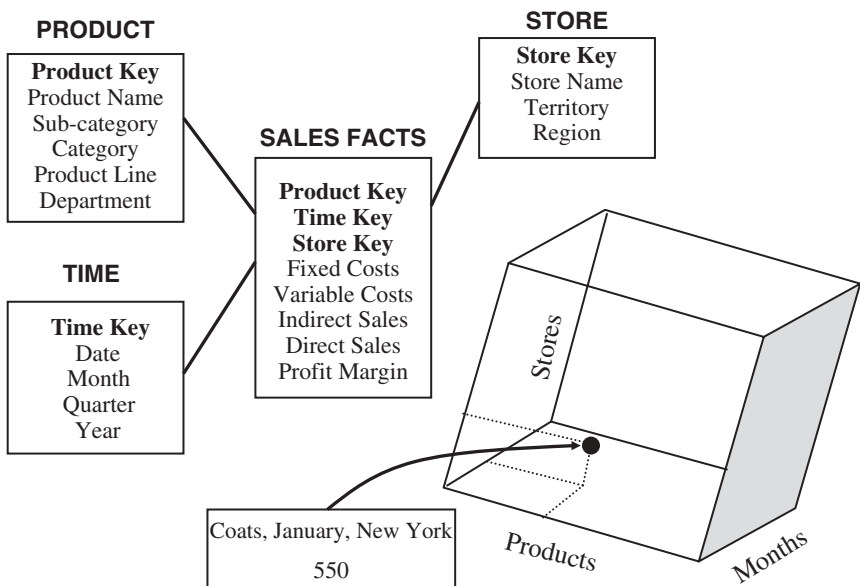 PRODUCT
Product Key
Product Name
Sub-category
Category
Product Line
Department
STORE
Store Key
Store Name
Territory
Region
SALES FACTS
Product Key
Time Key
Store Key
Fixed Costs
Variable Costs
Indirect Sales
Direct Sales
Profit Margin
TIME
Time Key
Date
Month
Quarter
Year
Stores
Products
Months
Coats, January, New York
550